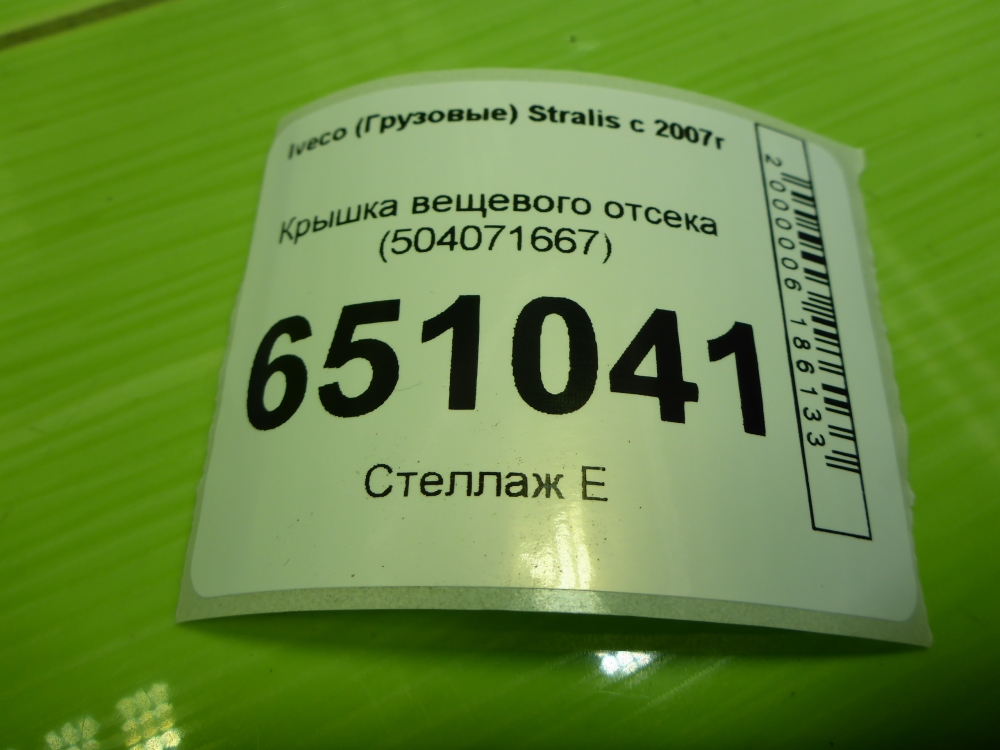 Iveco (Грузовые) Stralis с 2007г
Крышка вещевого отсека
(504071667)
651041
Стеллаж E
2000006186133